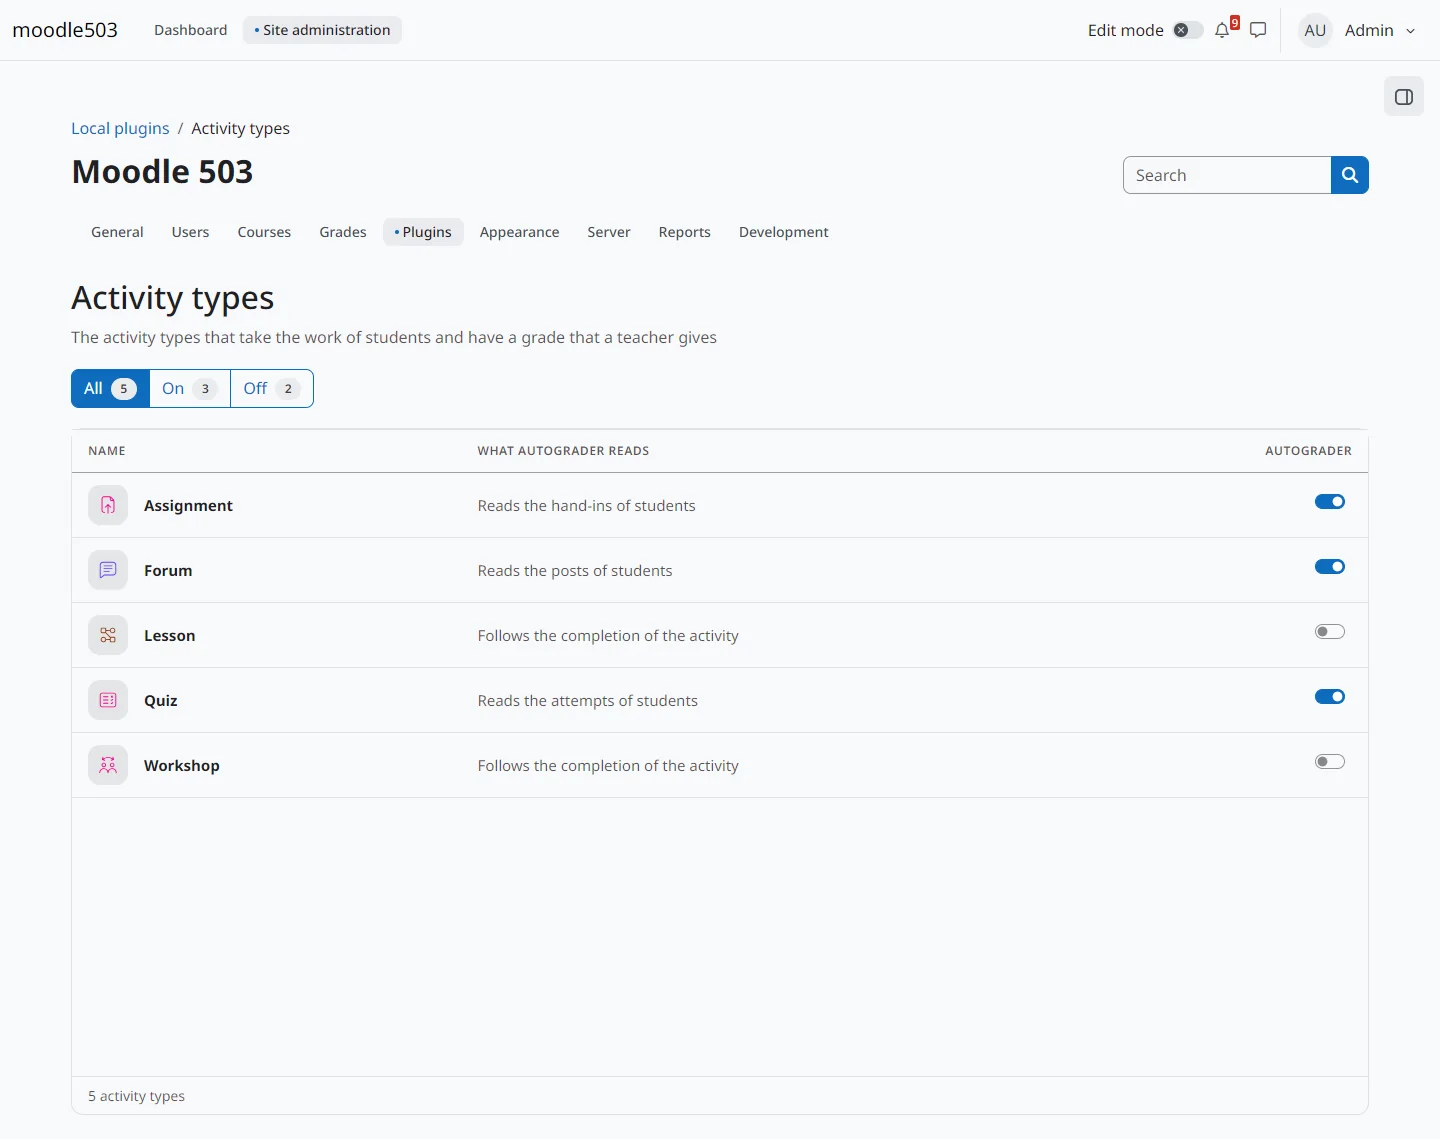 moodle503 Dashboard Site administration Edit mode 9 AU Admin
Local plugins / Activity types
Moodle 503
Search
General Users Courses Grades Plugins Appearance Server Reports Development
Activity types
The activity types that take the work of students and have a grade that a teacher gives
All 5 On 3 Off 2
NAME WHAT AUTOGRADER READS AUTOGRADER
Assignment Reads the hand-ins of students
Forum Reads the posts of students
Lesson Follows the completion of the activity
Quiz Reads the attempts of students
Workshop Follows the completion of the activity
5 activity types